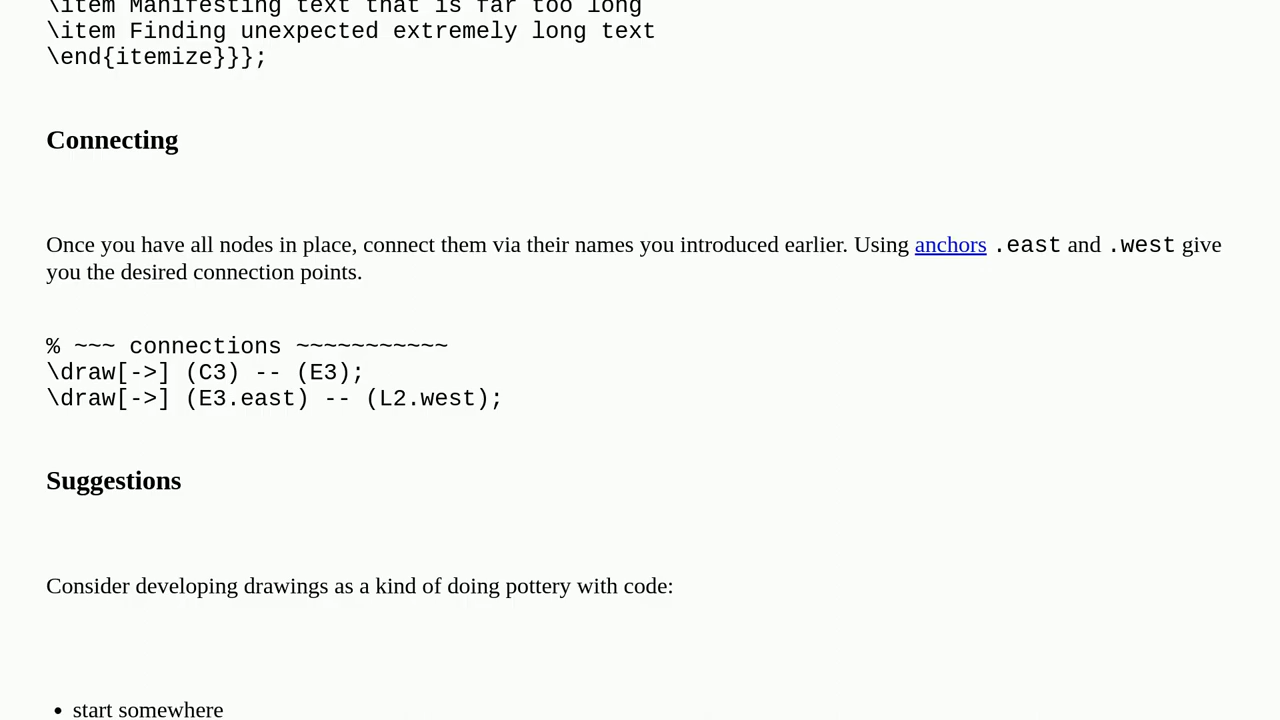 \item Manifesting text that is far too long
\item Finding unexpected extremely long text
\end{itemize}}};
Connecting
Once you have all nodes in place, connect them via their names you introduced earlier. Using anchors .east and .west give
you the desired connection points.
% ~~~ connections ~~~~~~~~~~~
\draw[->] (C3) -- (E3);
\draw[->] (E3.east) -- (L2.west);
Suggestions
Consider developing drawings as a kind of doing pottery with code:
• start somewhere